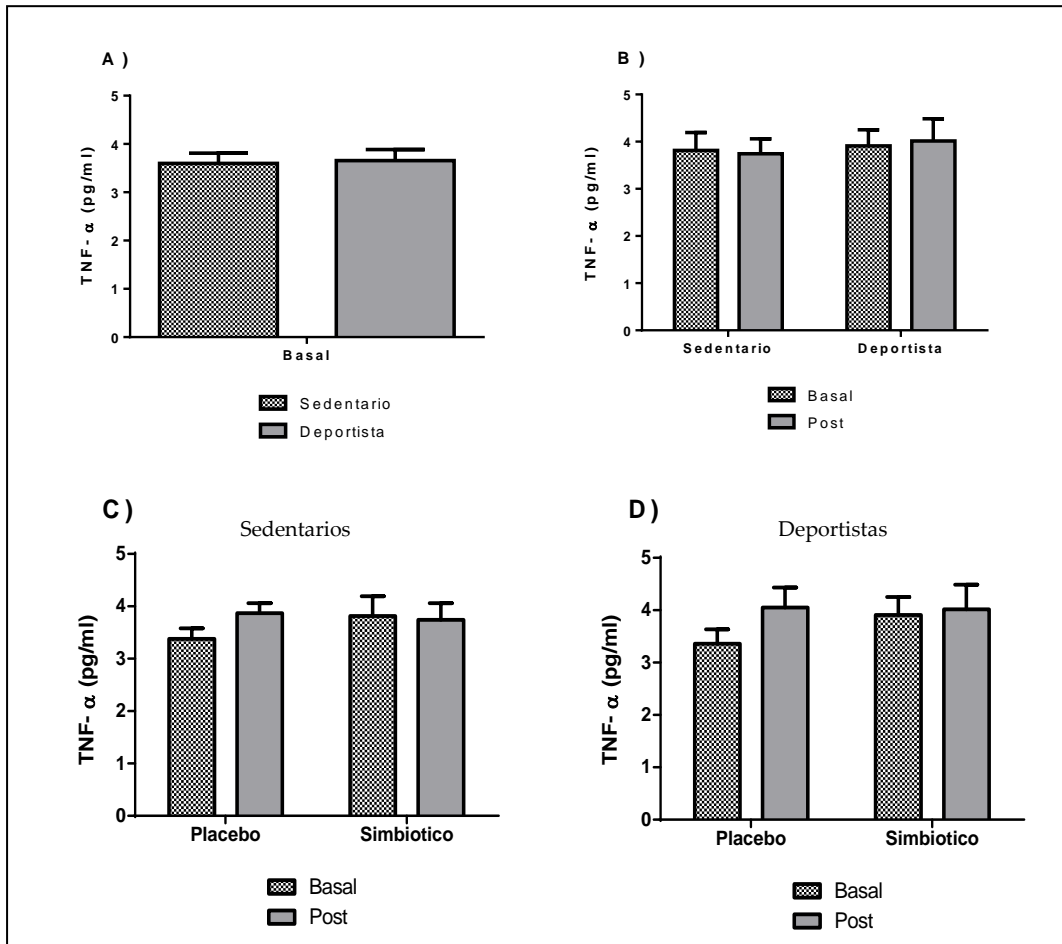 A)
TNF- α (pg/ml)
5
4
3
2
1
0
Basal
Sedentario
Deportista
B)
TNF- α (pg/ml)
5
4
3
2
1
0
Sedentario Deportista
Basal
Post
C)
Sedentarios
TNF- α (pg/ml)
5
4
3
2
1
0
Placebo Simbiotico
Basal
Post
D)
Deportistas
TNF- α (pg/ml)
5
4
3
2
1
0
Placebo Simbiotico
Basal
Post